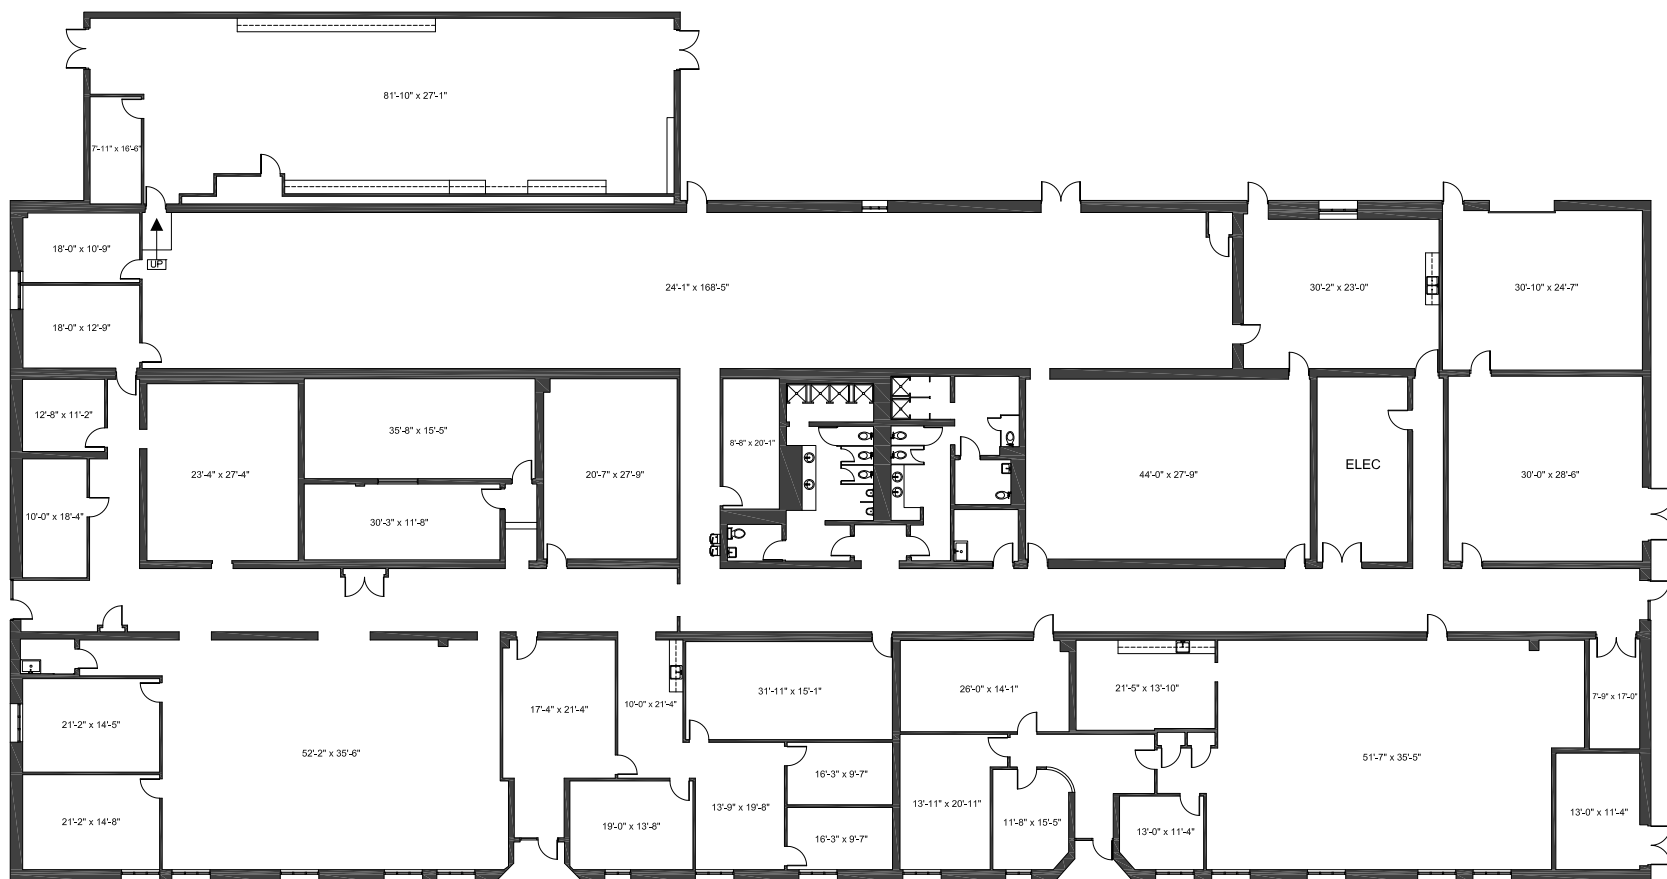 81'-10" x 27'-1"
7'-11" x 16'-6"
18'-0" x 10'-9"
UP
24'-1" x 168'-5"
30'-2" x 23'-0"
30'-10" x 24'-7"
18'-0" x 12'-9"
12'-8" x 11'-2"
35'-8" x 15'-5"
8'-8" x 20'-1"
23'-4" x 27'-4"
20'-7" x 27'-9"
44'-0" x 27'-9"
ELEC
30'-0" x 28'-6"
10'-0" x 18'-4"
30'-3" x 11'-8"
21'-2" x 14'-5"
52'-2" x 35'-6"
17'-4" x 21'-4"
10'-0" x 21'-4"
31'-11" x 15'-1"
26'-0" x 14'-1"
21'-5" x 13'-10"
7'-9" x 17'-0"
51'-7" x 35'-5"
16'-3" x 9'-7"
13'-9" x 19'-8"
13'-11" x 20'-11"
21'-2" x 14'-8"
19'-0" x 13'-8"
16'-3" x 9'-7"
11'-8" x 15'-5"
13'-0" x 11'-4"
13'-0" x 11'-4"